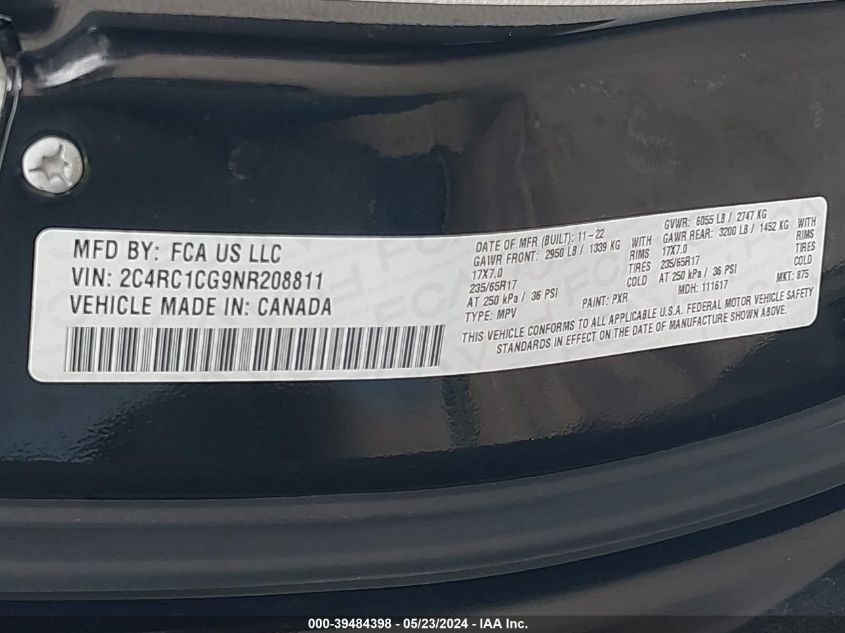 MFD BY: FCA US LLC
VIN: 2C4RC1CG9NR208811
VEHICLE MADE IN: CANADA
DATE OF MFR (BUILT): 11-22 GVWR: 6055 LB / 2747 KG
GAWR FRONT: 2950 LB / 1339 KG WITH GAWR REAR: 3200 LB / 1452 KG WITH
17X7.0 RIMS 17X7.0 RIMS
235/65R17 TIRES 235/65R17 TIRES
AT 250 kPa / 36 PSI COLD AT 250 kPa / 36 PSI COLD
TYPE: MPV PAINT: PXR MDH: 111617 MKT: 875
THIS VEHICLE CONFORMS TO ALL APPLICABLE U.S.A. FEDERAL MOTOR VEHICLE SAFETY
STANDARDS IN EFFECT ON THE DATE OF MANUFACTURE SHOWN ABOVE.
000-39484398 - 05/23/2024 - IAA Inc.